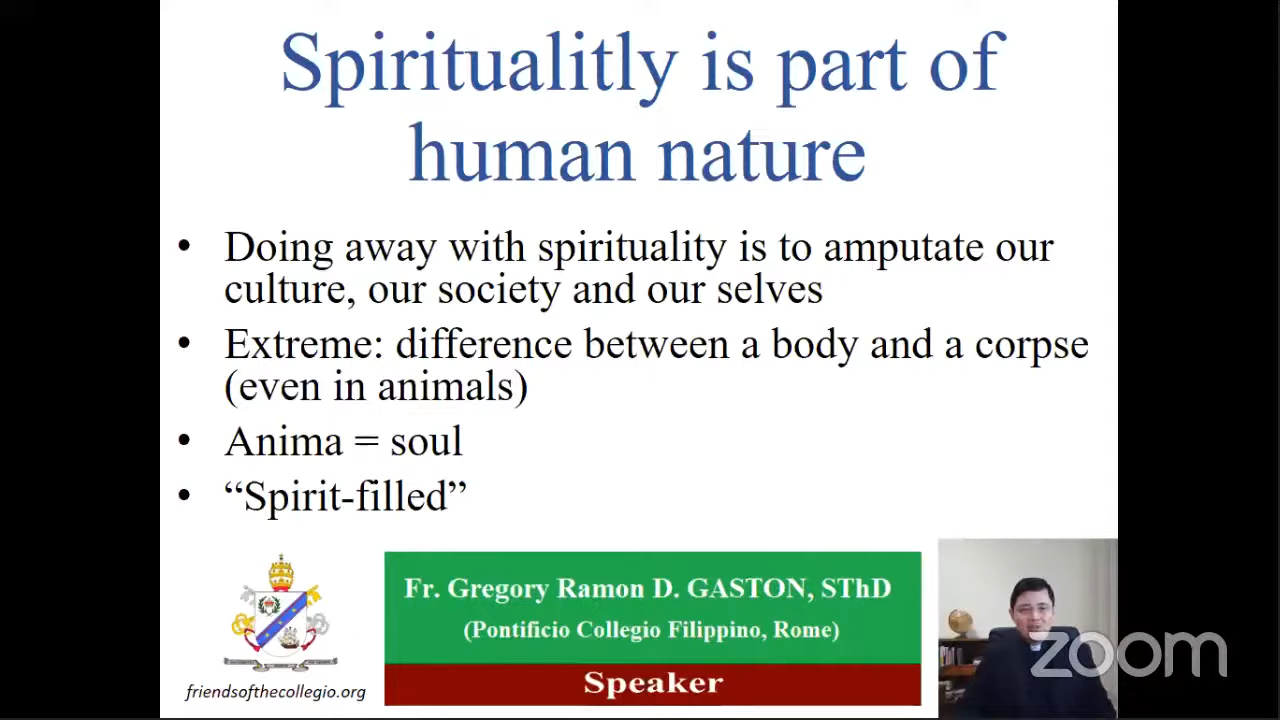 Spiritualitly is part of
human nature
• Doing away with spirituality is to amputate our
culture, our society and our selves
• Extreme: difference between a body and a corpse
(even in animals)
• Anima = soul
• “Spirit-filled”
friendsofthecollegio.org
Fr. Gregory Ramon D. GASTON, SThD
(Pontificio Collegio Filippino, Rome)
Speaker
zoom